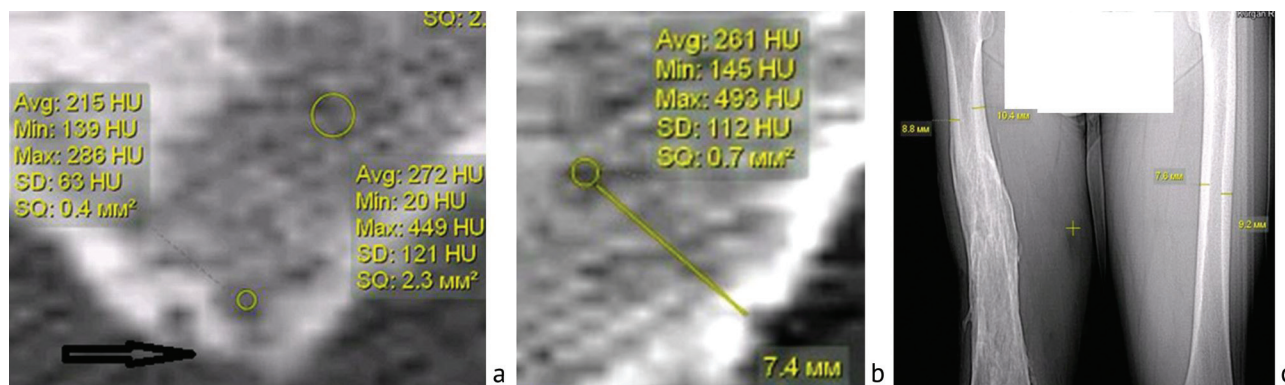 SQ: 2.
Avg: 215 HU
Min: 139 HU
Max: 286 HU
SD: 63 HU
SQ: 0.4 мм²
Avg: 272 HU
Min: 20 HU
Max: 449 HU
SD: 121 HU
SQ: 2.3 мм²
a
Avg: 261 HU
Min: 145 HU
Max: 493 HU
SD: 112 HU
SQ: 0.7 мм²
7.4 мм
b
8.8 мм
10.4 мм
7.6 мм
9.2 мм